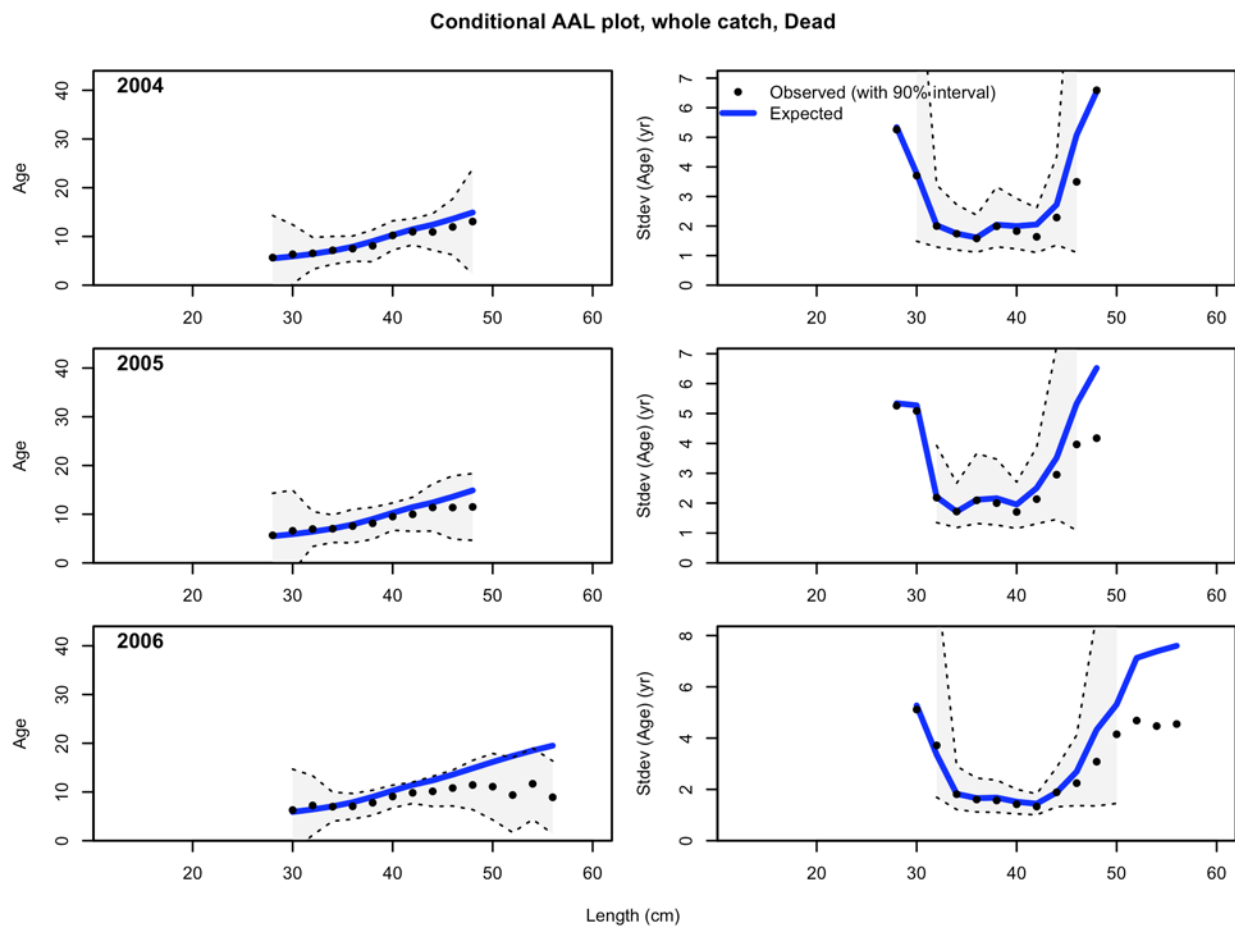 Conditional AAL plot, whole catch, Dead
2004
Age
0 10 20 30 40
20 30 40 50 60
Stdev (Age) (yr)
0 1 2 3 4 5 6 7
Observed (with 90% interval)
Expected
20 30 40 50 60
2005
Age
0 10 20 30 40
20 30 40 50 60
Stdev (Age) (yr)
0 1 2 3 4 5 6 7
20 30 40 50 60
2006
Age
0 10 20 30 40
20 30 40 50 60
Stdev (Age) (yr)
0 2 4 6 8
20 30 40 50 60
Length (cm)